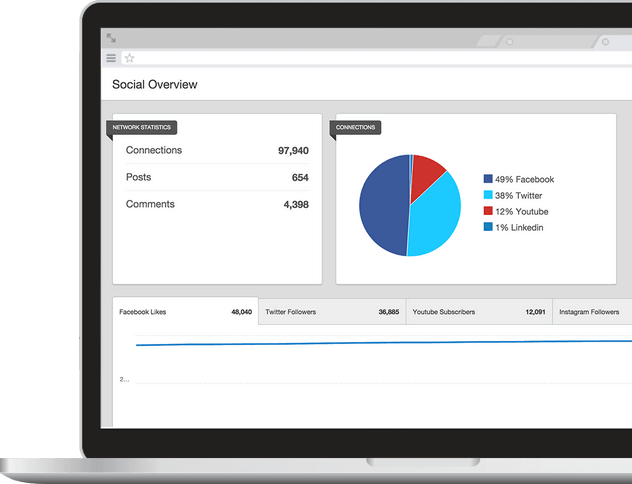 Social Overview
NETWORK STATISTICS
Connections 97,940
Posts 654
Comments 4,398
CONNECTIONS
49% Facebook
38% Twitter
12% Youtube
1% Linkedin
Facebook Likes 48,040 Twitter Followers 36,885 Youtube Subscribers 12,091 Instagram Followers
2...